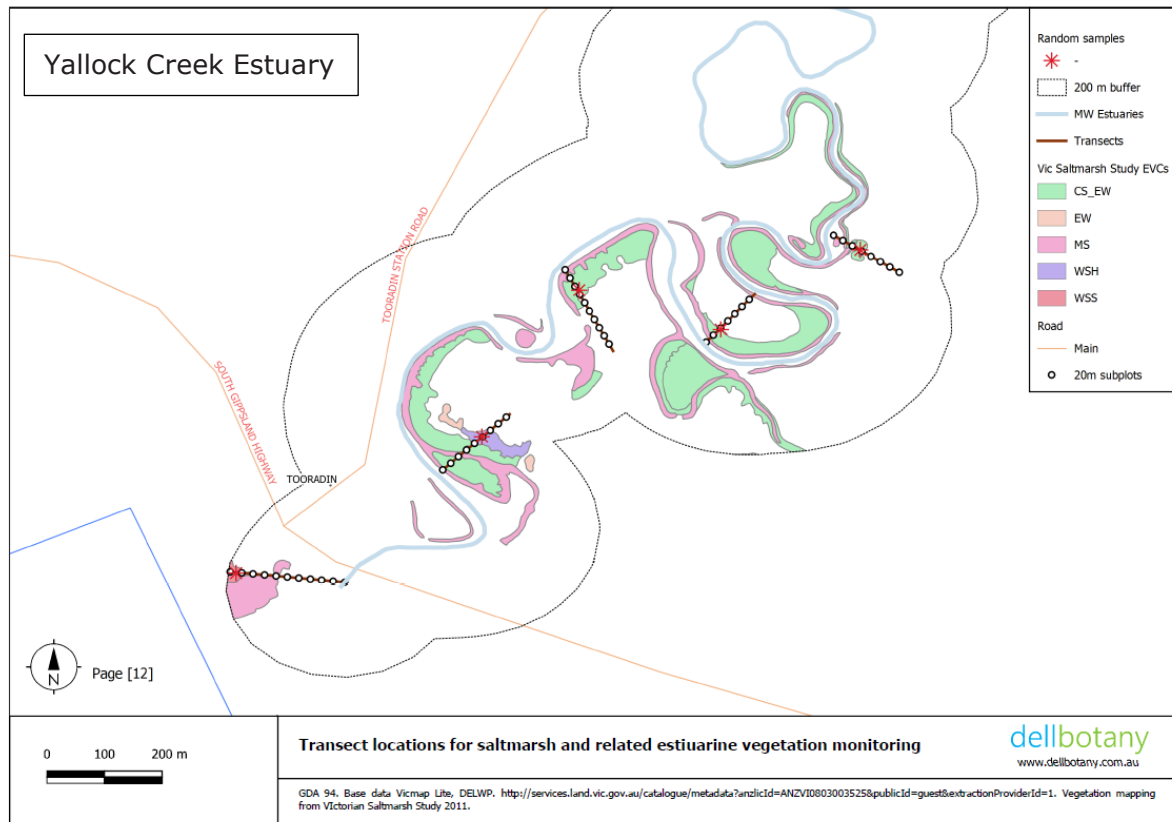 Yallock Creek Estuary
Random samples
-
200 m buffer
MW Estuaries
Transects
Vic Saltmarsh Study EVCs
CS_EW
EW
MS
WSH
WSS
Road
Main
20m subplots
TOORADIN STATION ROAD
SOUTH GIPPSLAND HIGHWAY
TOORADIN
N
Page [12]
0 100 200 m
Transect locations for saltmarsh and related estiuarine vegetation monitoring
dellbotany
www.dellbotany.com.au
GDA 94. Base data Vicmap Lite, DELWP. http://services.land.vic.gov.au/catalogue/metadata?anzlicId=ANZVI0803003525&publicId=guest&extractionProviderId=1. Vegetation mapping
from VIctorian Saltmarsh Study 2011.